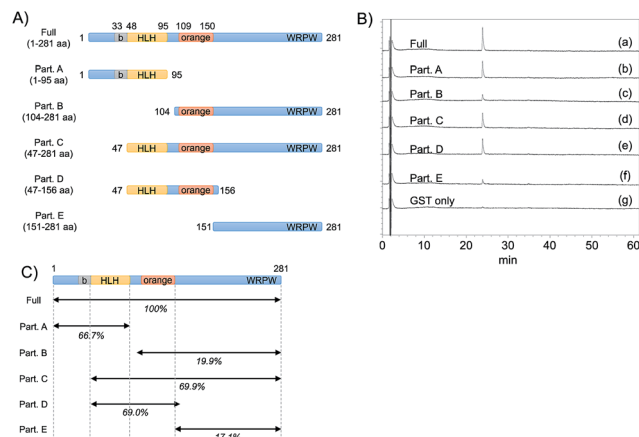 A)
33 48 95 109 150
Full
(1-281 aa)
1 b HLH orange WRPW 281
Part. A
(1-95 aa)
1 b HLH 95
Part. B
(104-281 aa)
104 orange WRPW 281
Part. C
(47-281 aa)
47 HLH orange WRPW 281
Part. D
(47-156 aa)
47 HLH orange 156
Part. E
(151-281 aa)
151 WRPW 281
B)
Full (a)
Part. A (b)
Part. B (c)
Part. C (d)
Part. D (e)
Part. E (f)
GST only (g)
0 10 20 30 40 50 60
min
C)
1 281
b HLH orange WRPW
Full
100%
Part. A
66.7%
Part. B
19.9%
Part. C
69.9%
Part. D
69.0%
Part. E
17.1%